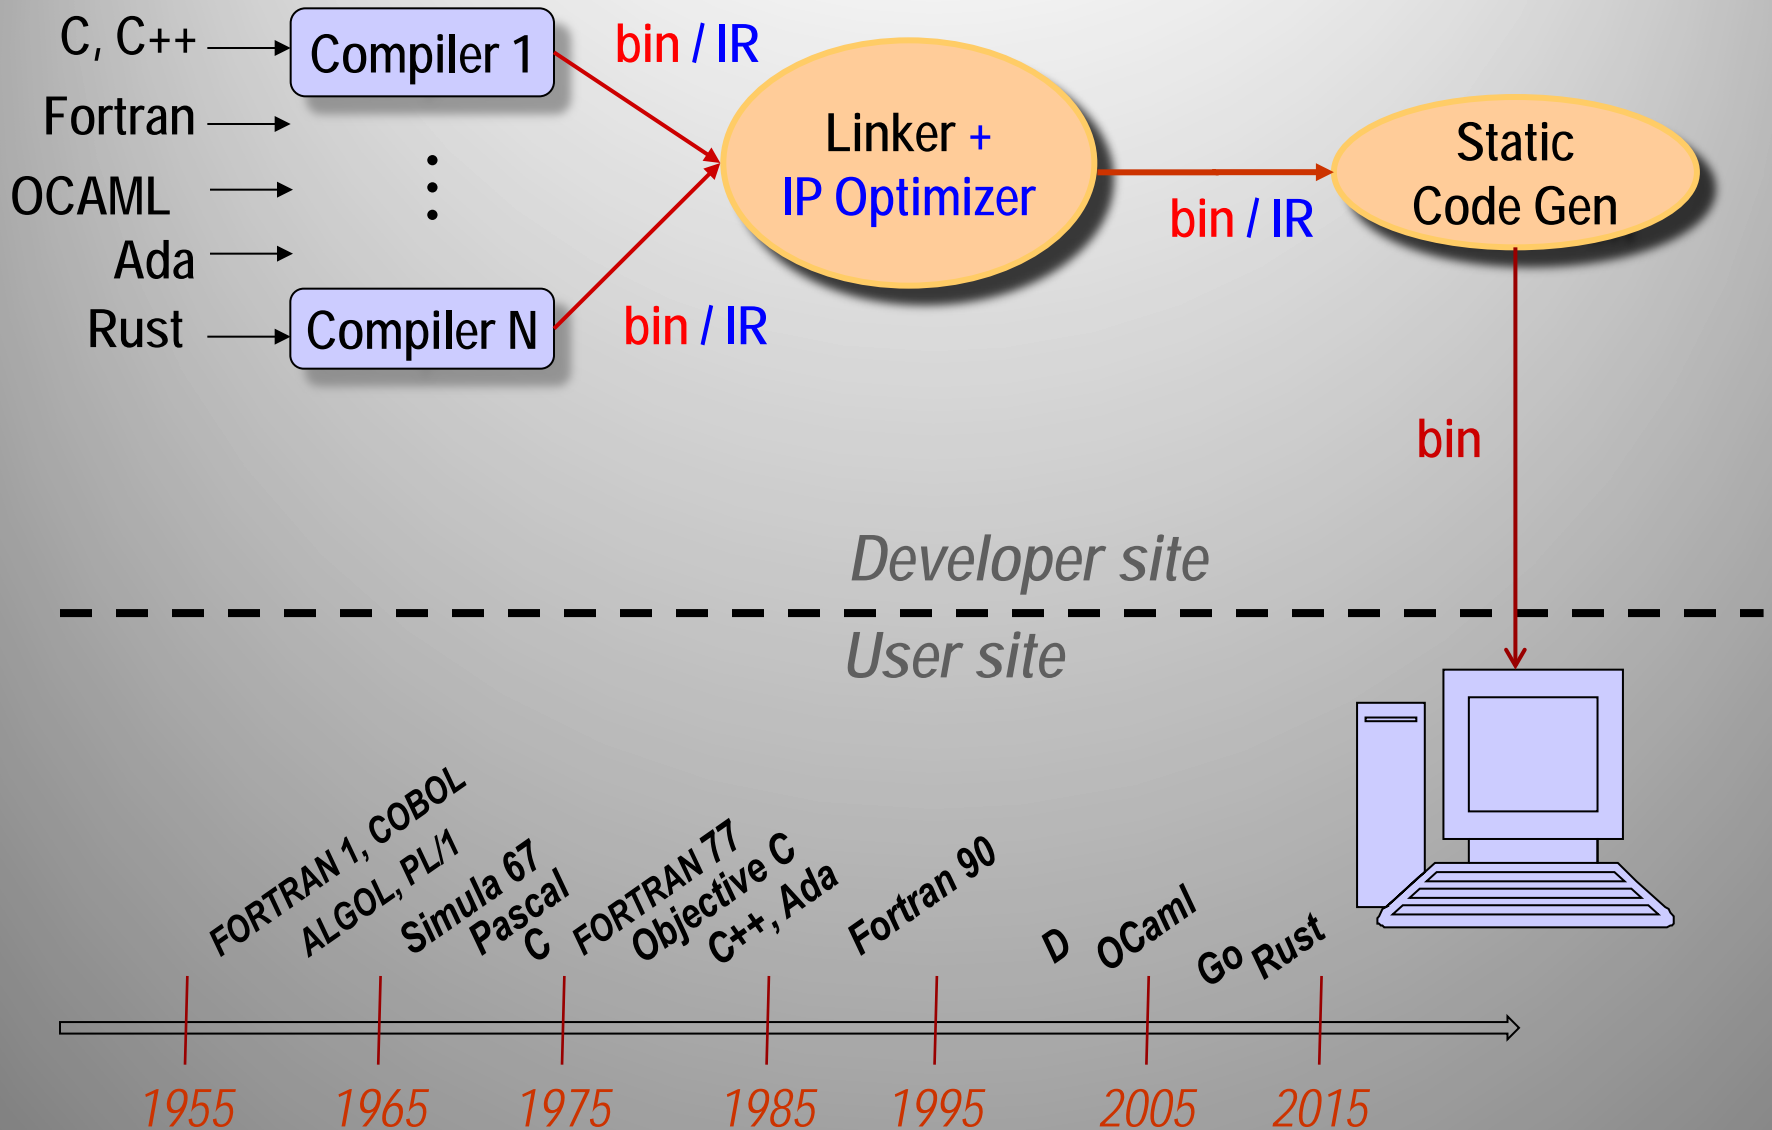 C, C++
Compiler 1
bin / IR
Fortran
OCAML
Ada
Rust
Compiler N
bin / IR
Linker +
IP Optimizer
bin / IR
Static
Code Gen
bin
Developer site
User site
FORTRAN 1, COBOL
ALGOL, PL/1
Simula 67
Pascal
C
FORTRAN 77
Objective C
C++, Ada
Fortran 90
D
OCaml
Go
Rust
1955
1965
1975
1985
1995
2005
2015